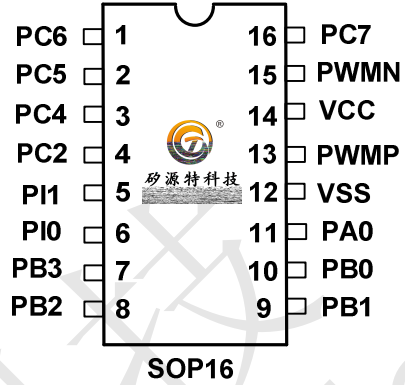 PC6 1 16 PC7
PC5 2 15 PWMN
PC4 3 14 VCC
®
PC2 4 13 PWMP
矽源特科技
PI1 5 12 VSS
PI0 6 11 PA0
PB3 7 10 PB0
PB2 8 9 PB1
SOP16